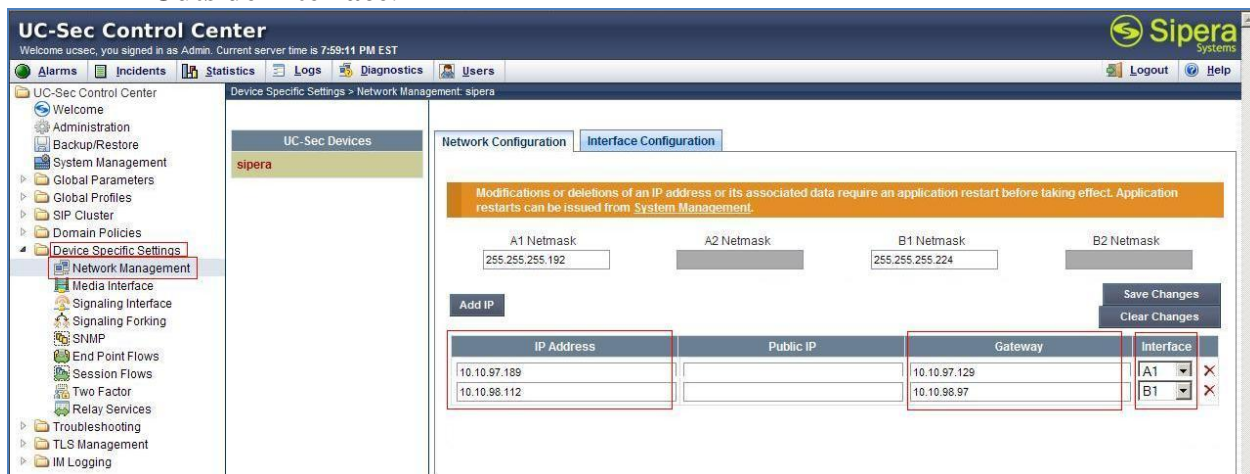 UC-Sec Control Center
Welcome ucsec, you signed in as Admin. Current server time is 7:59:11 PM EST
Sipera
Systems
Alarms Incidents Statistics Logs Diagnostics Users Logout Help
UC-Sec Control Center
Welcome
Administration
Backup/Restore
System Management
Global Parameters
Global Profiles
SIP Cluster
Domain Policies
Device Specific Settings
Network Management
Media Interface
Signaling Interface
Signaling Forking
SNMP
End Point Flows
Session Flows
Two Factor
Relay Services
Troubleshooting
TLS Management
IM Logging
Device Specific Settings > Network Management: sipera
UC-Sec Devices
sipera
Network Configuration Interface Configuration
Modifications or deletions of an IP address or its associated data require an application restart before taking effect. Application
restarts can be issued from System Management.
A1 Netmask A2 Netmask B1 Netmask B2 Netmask
255.255.255.192 255.255.255.224
Add IP
Save Changes
Clear Changes
IP Address Public IP Gateway Interface
10.10.97.189 10.10.97.129 A1
10.10.98.112 10.10.98.97 B1